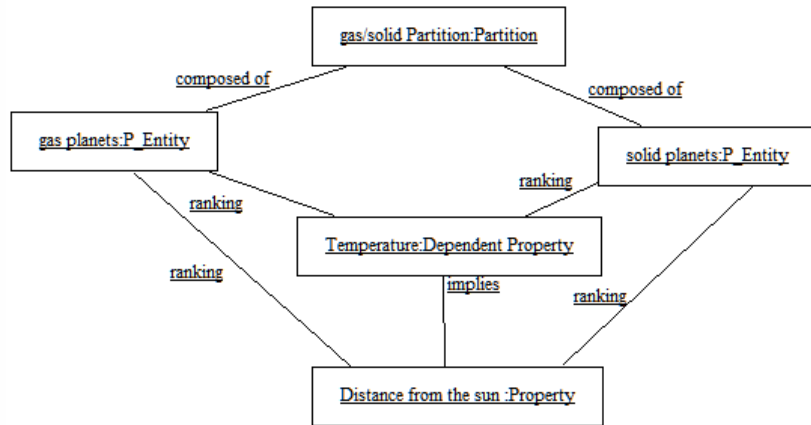 gas/solid Partition:Partition
composed of
composed of
gas planets:P_Entity
solid planets:P_Entity
ranking
ranking
Temperature:Dependent Property
ranking
implies
ranking
Distance from the sun :Property